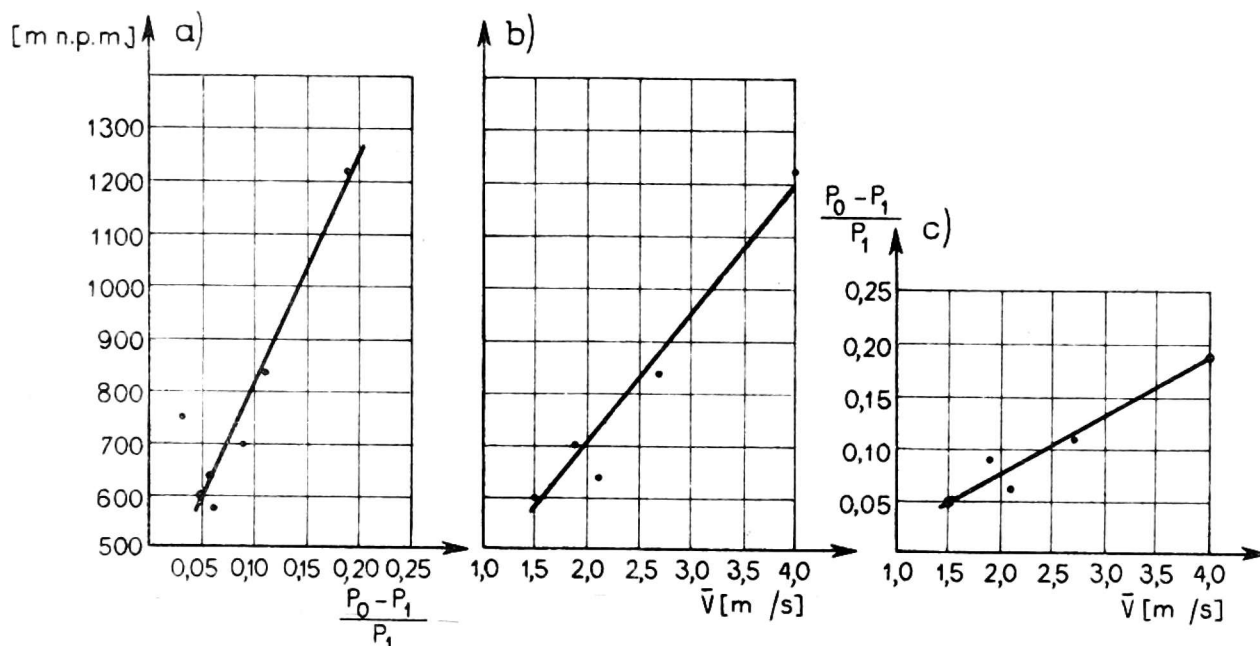 [m n.p.m.] a)
1300
1200
1100
1000
900
800
700
600
500
0,05 0,10 0,15 0,20 0,25
P0 – P1
P1
b)
1,0 1,5 2,0 2,5 3,0 3,5 4,0
V̄ [m /s]
P0 – P1
P1
c)
0,25
0,20
0,15
0,10
0,05
1,0 1,5 2,0 2,5 3,0 3,5 4,0
V̄ [m /s]